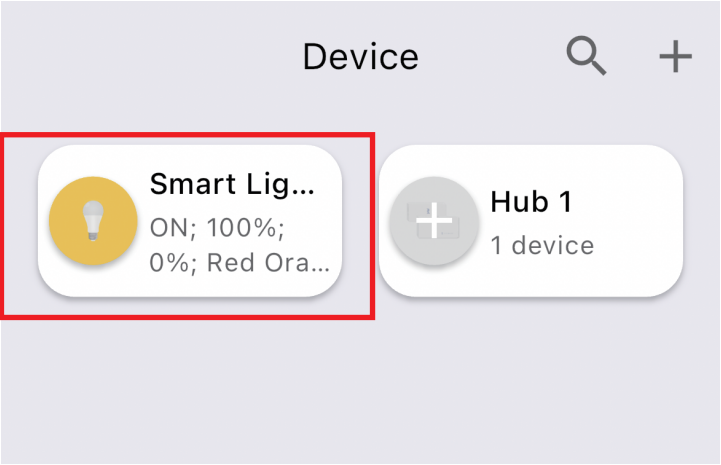 Device
Smart Lig...
ON; 100%;
0%; Red Ora...
Hub 1
1 device